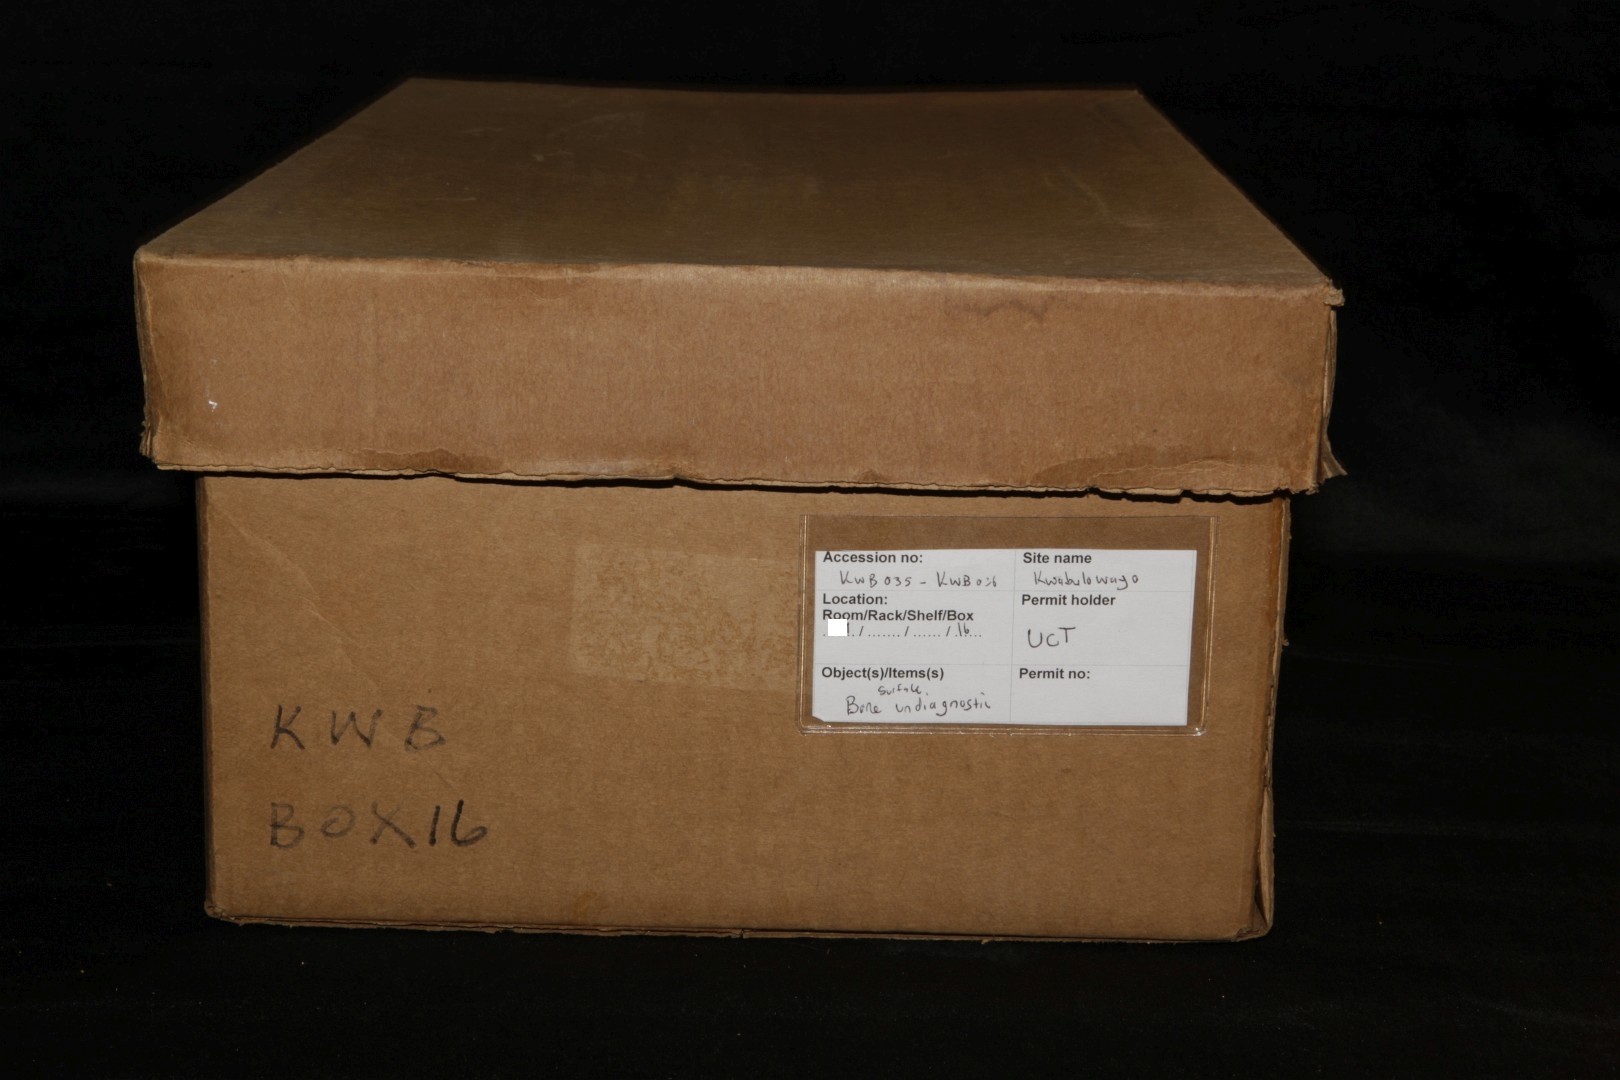 Accession no:
KWB035 - KWB036
Site name
Kwabulawayo
Location:
Room/Rack/Shelf/Box
/....... / ...... / .16...
Permit holder
UCT
Object(s)/Items(s)
surface.
Bone undiagnostic
Permit no:
KWB
BOX16